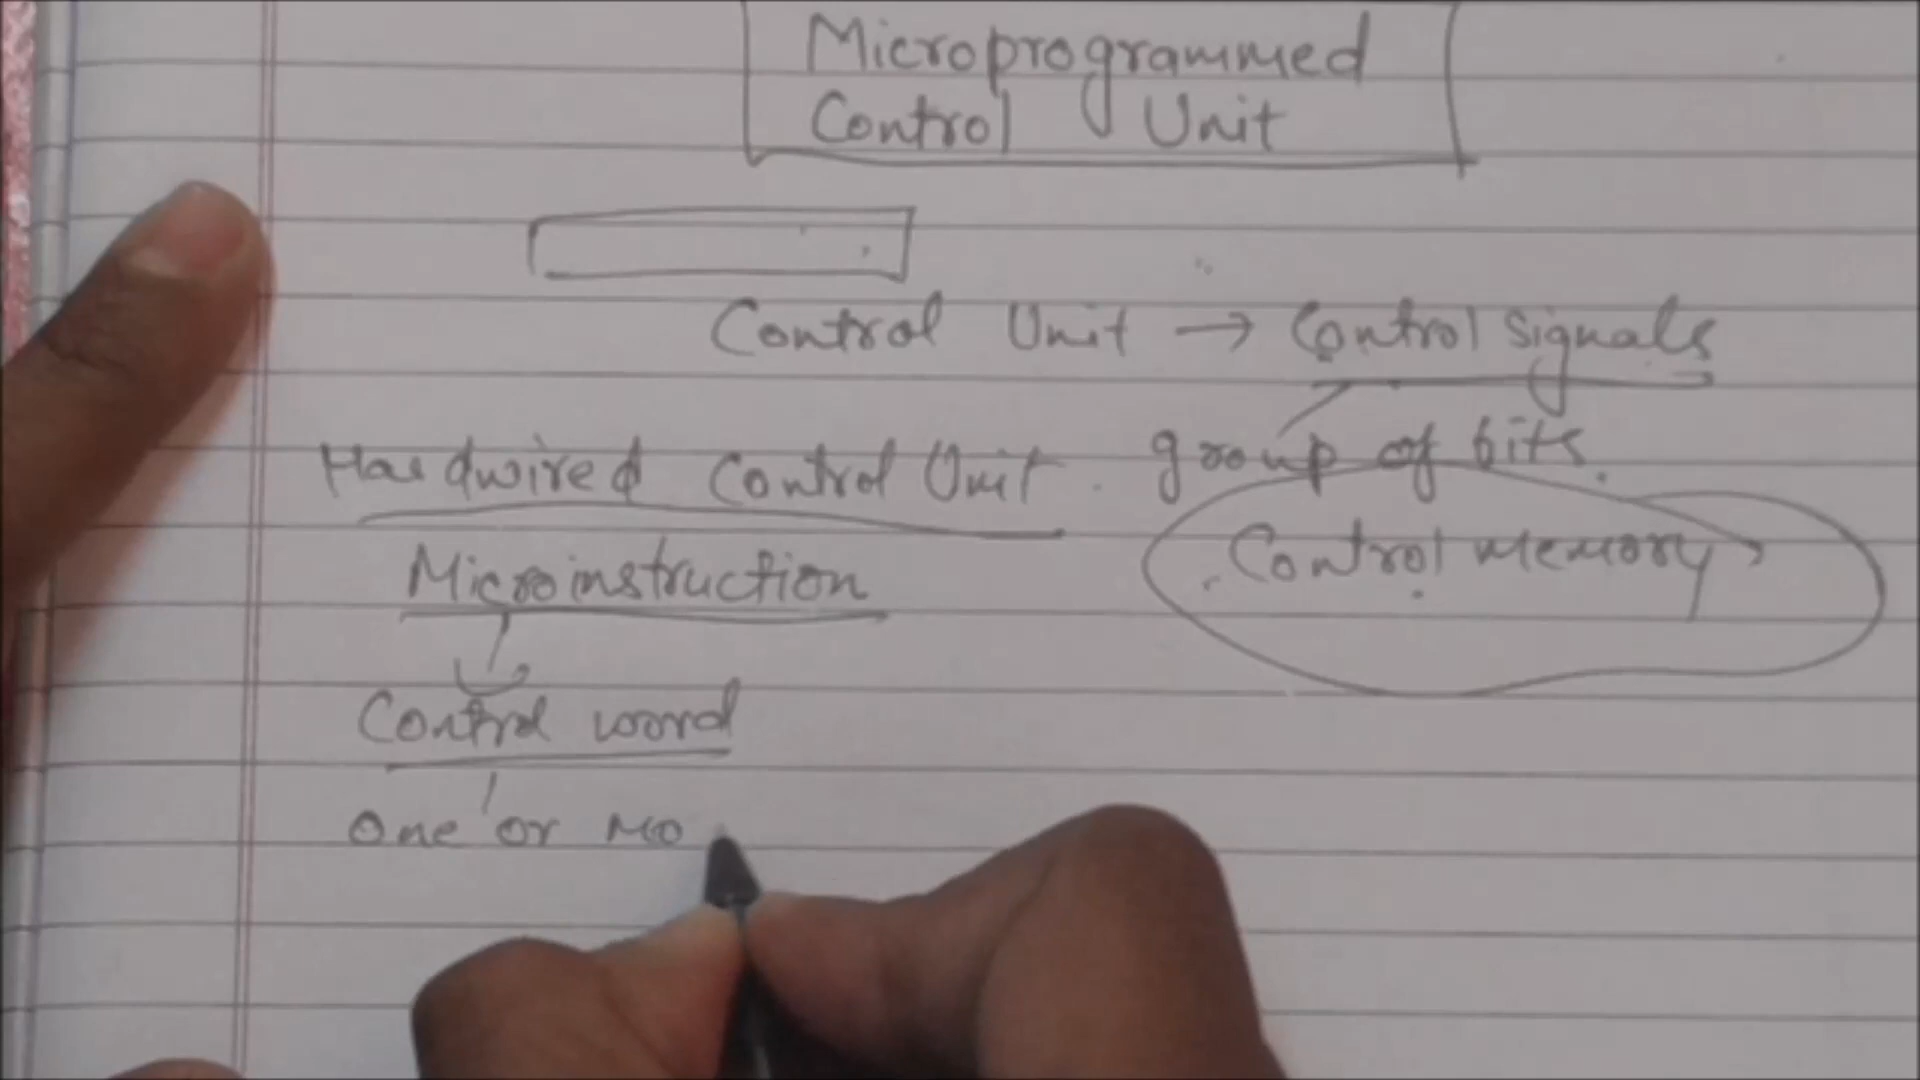 Microprogrammed
Control Unit
Control Unit → Control signals
Hardwired Control Unit. group of bits.
Microinstruction
Control memory
Control word
One or mo